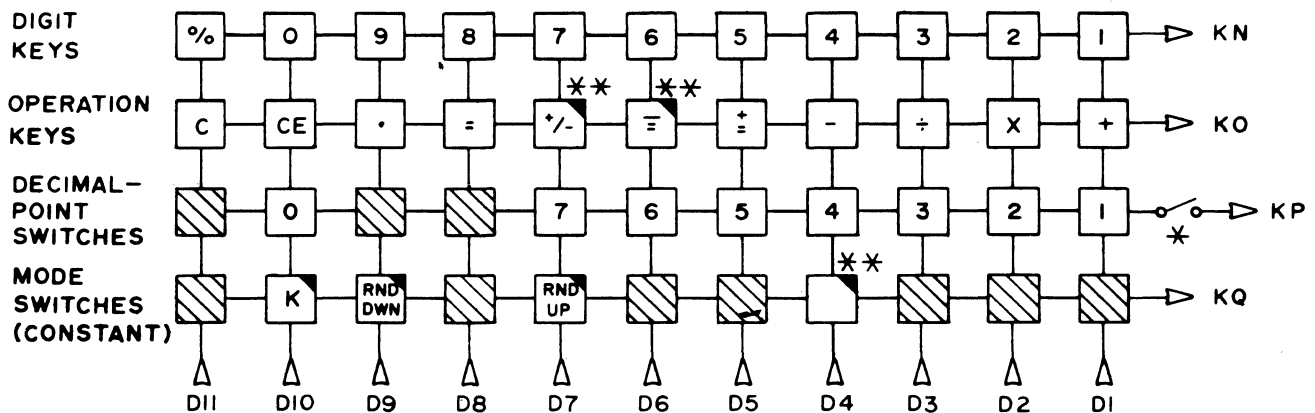 DIGIT KEYS % 0 9 8 7 6 5 4 3 2 1 KN
** **
OPERATION KEYS C CE . = +/- - = + = - ÷ X + KO
DECIMAL-POINT SWITCHES 0 7 6 5 4 3 2 1 KP
*
**
MODE SWITCHES (CONSTANT) K RND DWN RND UP KQ
D11 D10 D9 D8 D7 D6 D5 D4 D3 D2 D1